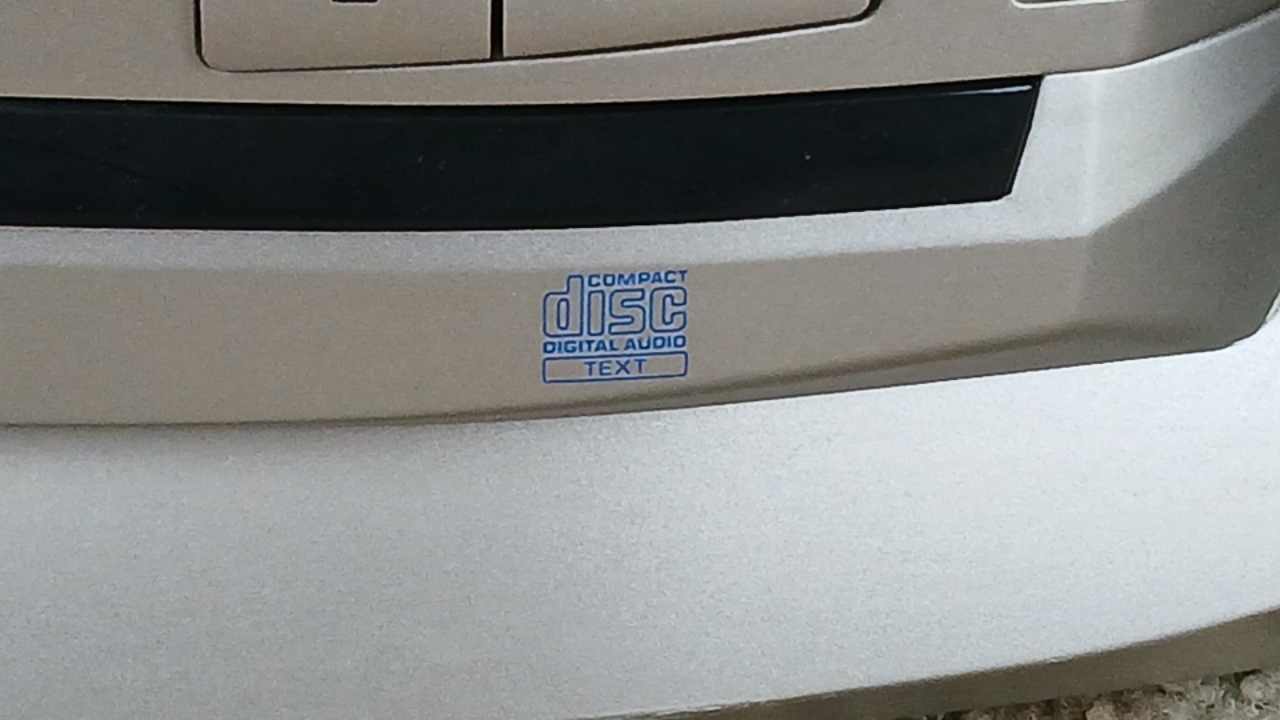 COMPACT
disc
DIGITAL AUDIO
TEXT